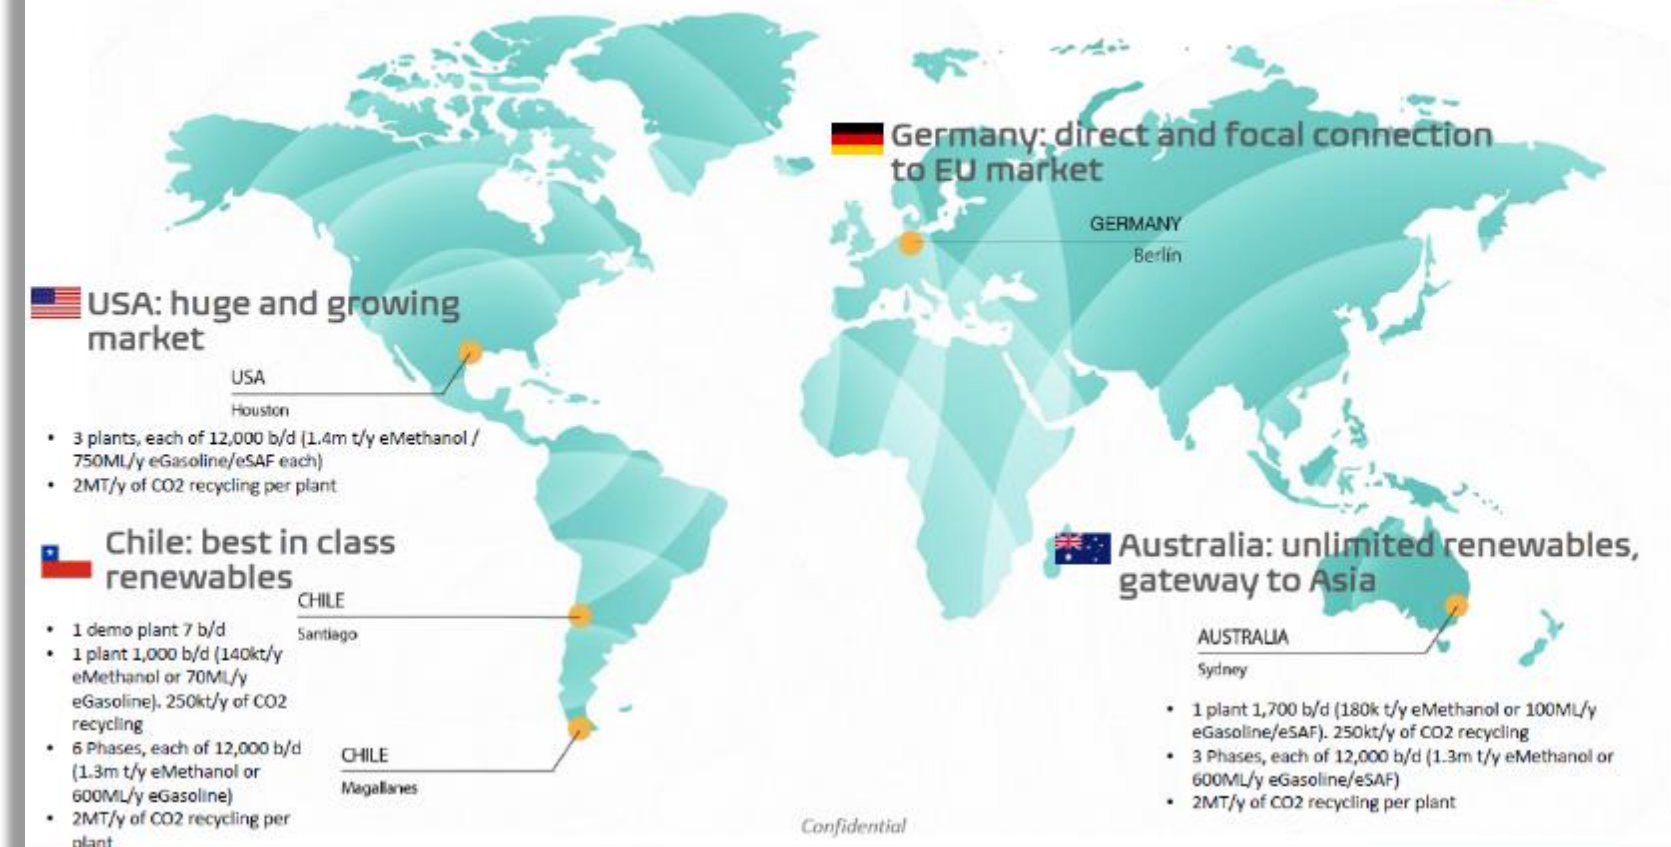 Germany: direct and focal connection
to EU market
GERMANY
Berlín
USA: huge and growing
market
USA
Houston
• 3 plants, each of 12,000 b/d (1.4m t/y eMethanol /
750ML/y eGasoline/eSAF each)
• 2MT/y of CO2 recycling per plant
Chile: best in class
renewables
CHILE
Santiago
• 1 demo plant 7 b/d
• 1 plant 1,000 b/d (140kt/y
eMethanol or 70ML/y
eGasoline). 250kt/y of CO2
recycling
• 6 Phases, each of 12,000 b/d
(1.3m t/y eMethanol or
600ML/y eGasoline)
• 2MT/y of CO2 recycling per
plant
CHILE
Magallanes
Australia: unlimited renewables,
gateway to Asia
AUSTRALIA
Sydney
• 1 plant 1,700 b/d (180k t/y eMethanol or 100ML/y
eGasoline/eSAF). 250kt/y of CO2 recycling
• 3 Phases, each of 12,000 b/d (1.3m t/y eMethanol or
600ML/y eGasoline/eSAF)
• 2MT/y of CO2 recycling per plant
Confidential